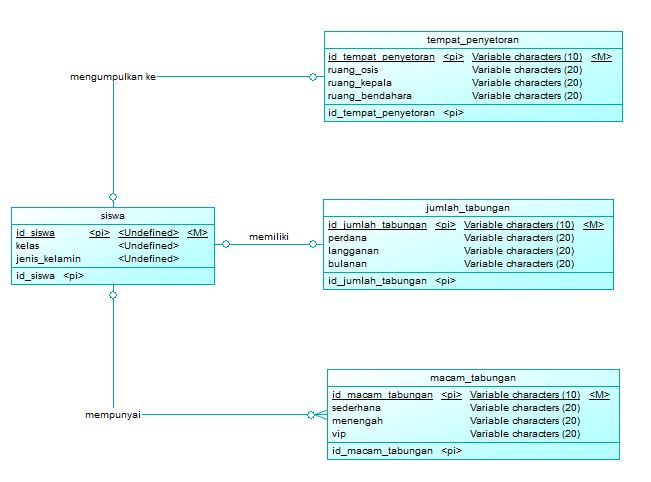 tempat_penyetoran
id_tempat_penyetoran <pi> Variable characters (10) <M>
ruang_osis Variable characters (20)
ruang_kepala Variable characters (20)
ruang_bendahara Variable characters (20)
id_tempat_penyetoran <pi>
mengumpulkan ke
siswa
id_siswa <pi> <Undefined> <M>
kelas <Undefined>
jenis_kelamin <Undefined>
id_siswa <pi>
memiliki
jumlah_tabungan
id_jumlah_tabungan <pi> Variable characters (10) <M>
perdana Variable characters (20)
langganan Variable characters (20)
bulanan Variable characters (20)
id_jumlah_tabungan <pi>
mempunyai
macam_tabungan
id_macam_tabungan <pi> Variable characters (10) <M>
sederhana Variable characters (20)
menengah Variable characters (20)
vip Variable characters (20)
id_macam_tabungan <pi>